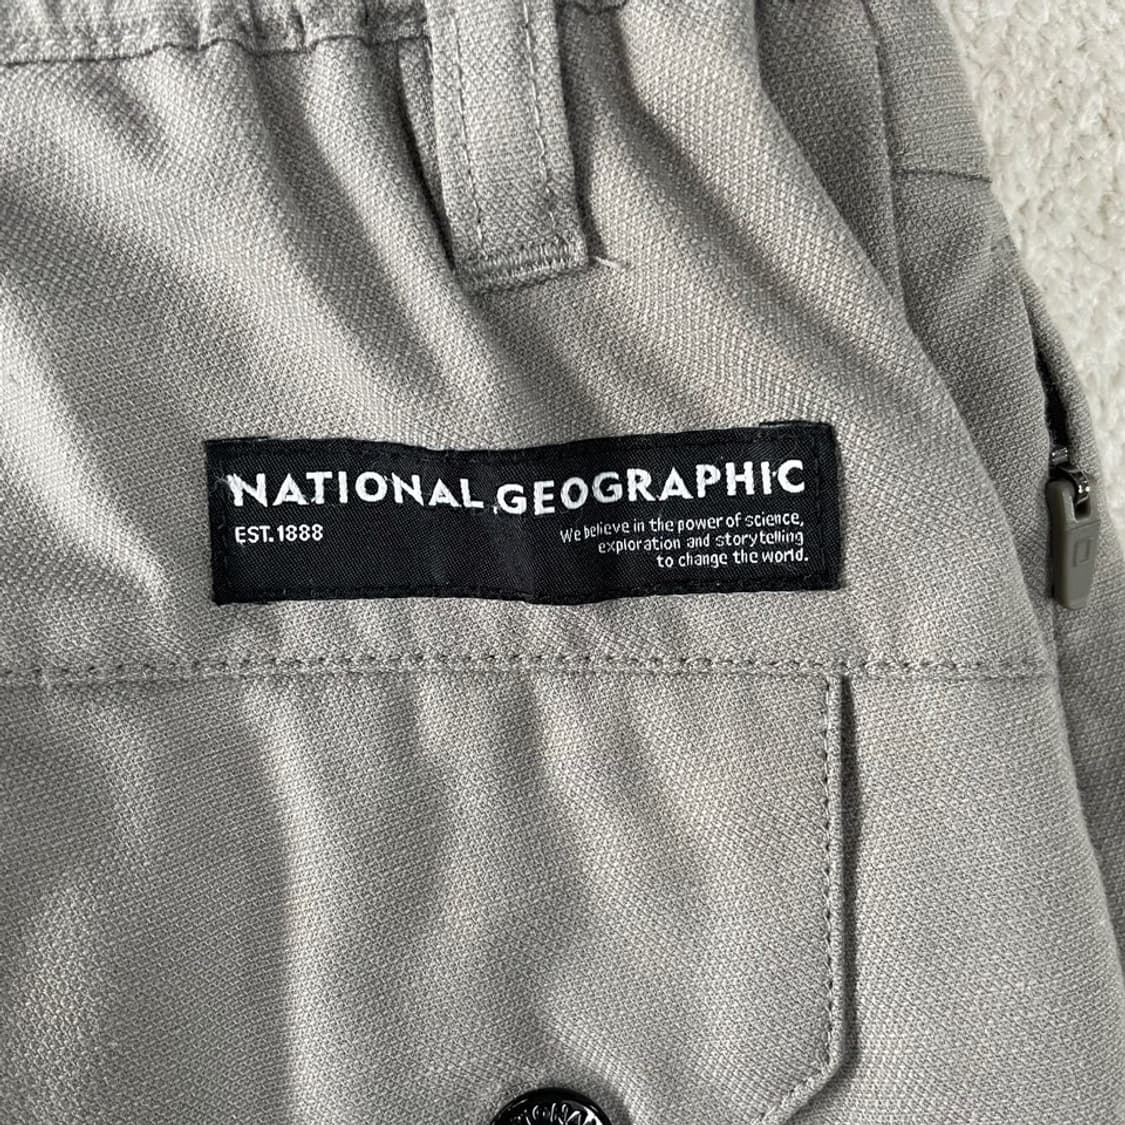 NATIONAL GEOGRAPHIC
EST. 1888
We believe in the power of science,
exploration and storytelling
to change the world.